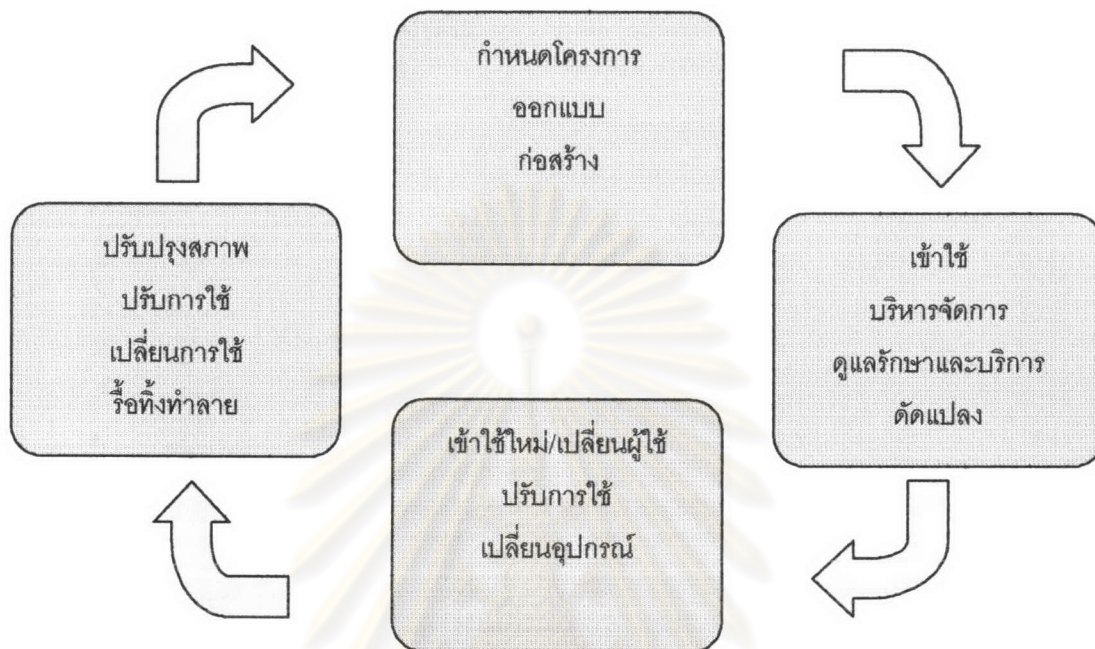 กำหนดโครงการ
ออกแบบ
ก่อสร้าง
เข้าใช้
บริหารจัดการ
ดูแลรักษาและบริการ
ดัดแปลง
เข้าใช้ใหม่/เปลี่ยนผู้ใช้
ปรับการใช้
เปลี่ยนอุปกรณ์
ปรับปรุงสภาพ
ปรับการใช้
เปลี่ยนการใช้
รื้อทิ้งทำลาย